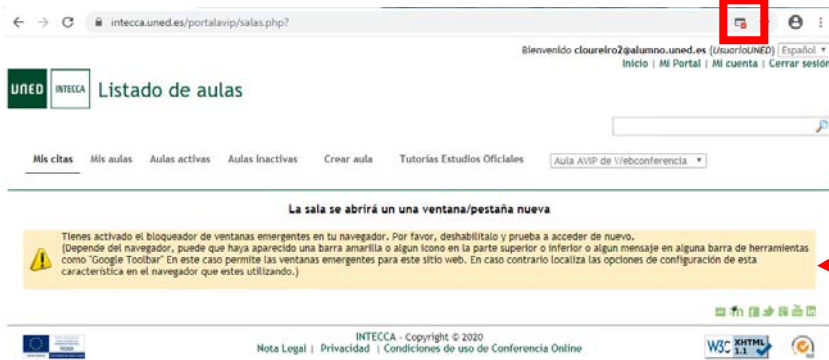 intecca.uned.es/portalavip/salas.php?
Bienvenido cloureiro2@alumno.uned.es (UsuarioUNED) Español
Inicio | Mi Portal | Mi cuenta | Cerrar sesión
UNED INTECCA Listado de aulas
Mis citas Mis aulas Aulas activas Aulas inactivas Crear aula Tutorías Estudios Oficiales Aula AVIP de Webconferencia
La sala se abrirá un una ventana/pestaña nueva
Tienes activado el bloqueador de ventanas emergentes en tu navegador. Por favor, deshabilítalo y prueba a acceder de nuevo.
(Depende del navegador, puede que haya aparecido una barra amarilla o algun icono en la parte superior o inferior o algun mensaje en alguna barra de herramientas
como "Google Toolbar" En este caso permite las ventanas emergentes para este sitio web. En caso contrario localiza las opciones de configuración de esta
característica en el navegador que estes utilizando.)
INTECCA - Copyright © 2020
Nota Legal | Privacidad | Condiciones de uso de Conferencia Online
W3C XHTML 1.1